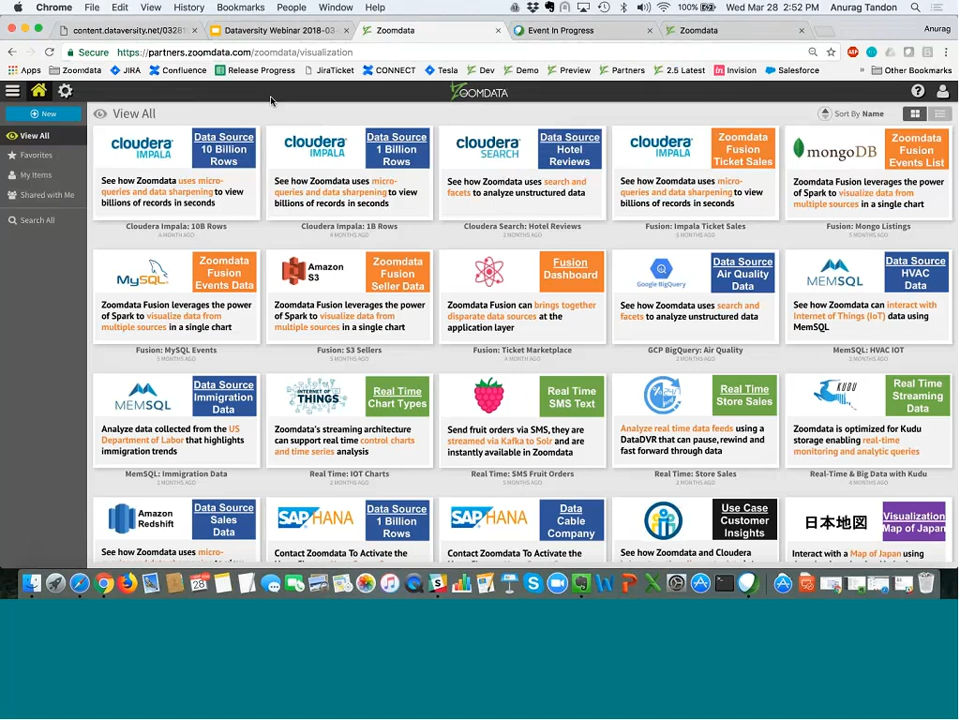 Chrome File Edit View History Bookmarks People Window Help 100% Wed Mar 28 2:52 PM Anurag Tandon
content.dataversity.net/0328 Dataversity Webinar 2018-03- Zoomdata Event In Progress Zoomdata Anurag
Secure https://partners.zoomdata.com/zoomdata/visualization
Apps Zoomdata JIRA Confluence Release Progress JiraTicket CONNECT Tesla Dev Demo Preview Partners 2.5 Latest Invision Salesforce Other Bookmarks
ZOOMDATA
New
View All
Favorites
My Items
Shared with Me
Search All
View All Sort By Name
cloudera IMPALA
Data Source 10 Billion Rows
See how Zoomdata uses micro-
queries and data sharpening to view
billions of records in seconds
Cloudera Impala: 10B Rows
cloudera IMPALA
Data Source 1 Billion Rows
See how Zoomdata uses micro-
queries and data sharpening to view
billions of records in seconds
Cloudera Impala: 1B Rows
cloudera SEARCH
Data Source Hotel Reviews
See how Zoomdata uses search and
facets to analyze unstructured data
Cloudera Search: Hotel Reviews
cloudera IMPALA
Zoomdata Fusion Ticket Sales
See how Zoomdata uses micro-
queries and data sharpening to view
billions of records in seconds
Fusion: Impala Ticket Sales
mongoDB
Zoomdata Fusion Events List
Zoomdata Fusion leverages the power
of Spark to visualize data from
multiple sources in a single chart
Fusion: Mongo Listings
MySQL
Zoomdata Fusion Events Data
Zoomdata Fusion leverages the power
of Spark to visualize data from
multiple sources in a single chart
Fusion: MySQL Events
Amazon S3
Zoomdata Fusion Seller Data
Zoomdata Fusion leverages the power
of Spark to visualize data from
multiple sources in a single chart
Fusion: S3 Sellers
Fusion Dashboard
Zoomdata Fusion can brings together
disparate data sources at the
application layer
Fusion: Ticket Marketplace
Google BigQuery
Data Source Air Quality Data
See how Zoomdata uses search and
facets to analyze unstructured data
GCP BigQuery: Air Quality
MEMSQL
Data Source HVAC Data
See how Zoomdata can interact with
Internet of Things (IoT) data using
MemSQL
MemSQL: HVAC IOT
MEMSQL
Data Source Immigration Data
Analyze data collected from the US
Department of Labor that highlights
immigration trends
MemSQL: Immigration Data
INTERNET OF THINGS
Real Time Chart Types
Zoomdata's streaming architecture
can support real time control charts
and time series analysis
Real Time: IOT Charts
Real Time SMS Text
Send fruit orders via SMS, they are
streamed via Kafka to Solr and are
instantly available in Zoomdata
Real Time: SMS Fruit Orders
Real Time Store Sales
Analyze real time data feeds using a
DataDVR that can pause, rewind and
fast forward through data
Real Time: Store Sales
KUDU
Real Time Streaming Data
Zoomdata is optimized for Kudu
storage enabling real-time
monitoring and analytic queries
Real-Time & Big Data with Kudu
Amazon Redshift
Data Source Sales Data
See how Zoomdata uses micro-
SAP HANA
Data Source 1 Billion Rows
Contact Zoomdata To Activate the
SAP HANA
Data Cable Company
Contact Zoomdata To Activate the
Use Case Customer Insights
See how Zoomdata and Cloudera
日本地図
Visualization Map of Japan
Interact with a Map of Japan using